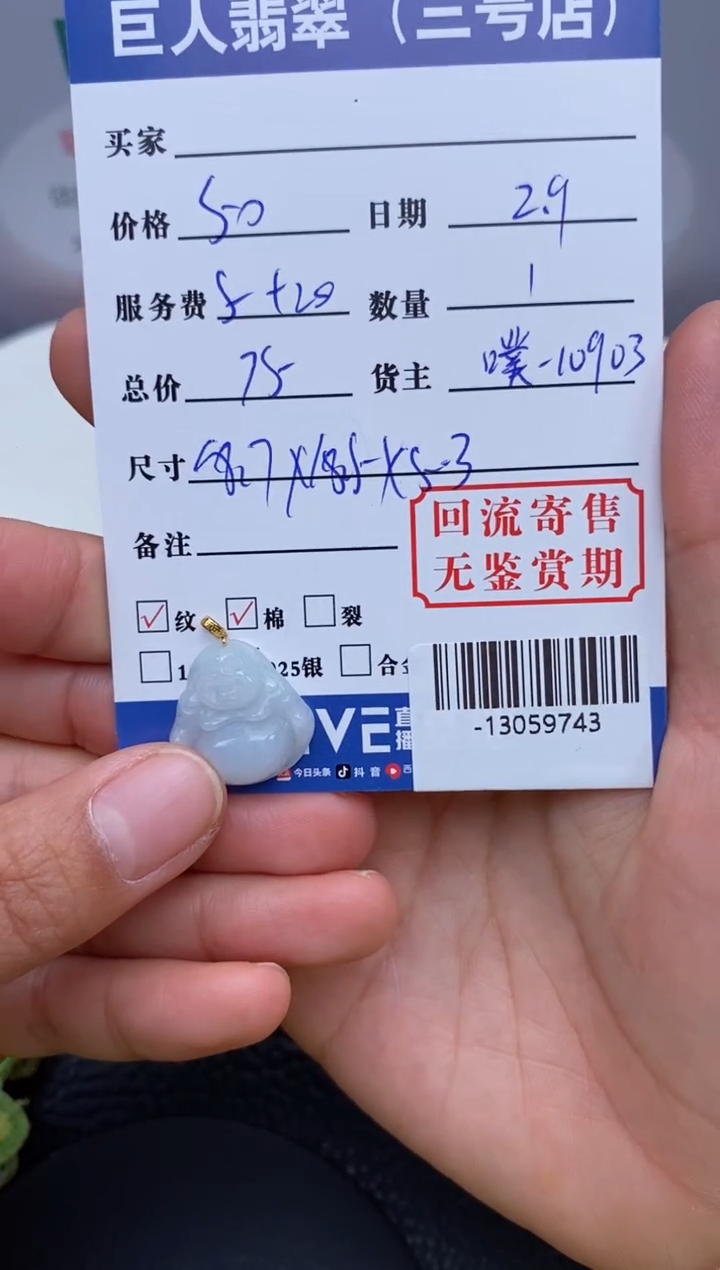 巨人翡翠（三号店）
买家
价格 50 日期 2.9
服务费 5+20 数量 1
总价 75 货主 噗-10903
尺寸
备注
回流寄售
无鉴赏期
纹 棉 裂
925银
-13059743
直播
今日头条 抖音 西